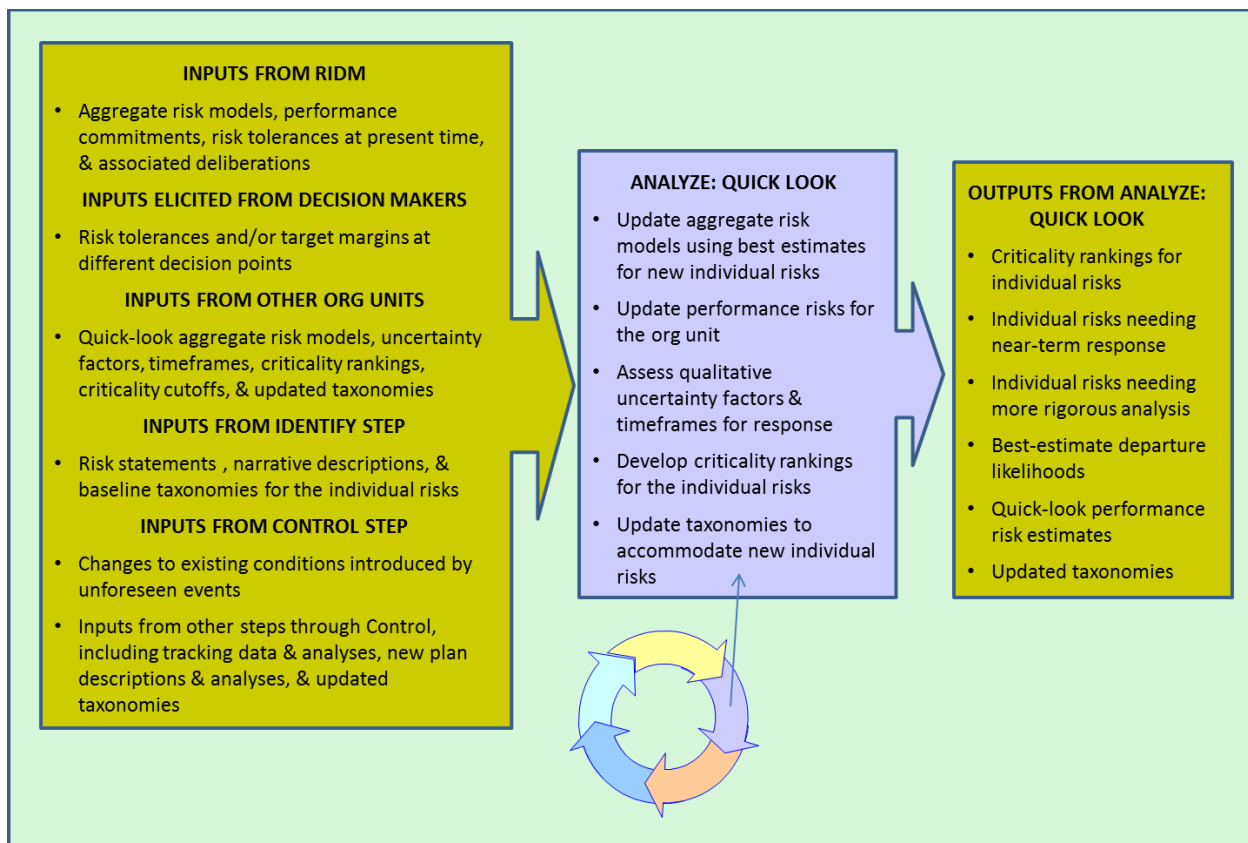 INPUTS FROM RIDM
• Aggregate risk models, performance
commitments, risk tolerances at present time,
& associated deliberations
INPUTS ELICITED FROM DECISION MAKERS
• Risk tolerances and/or target margins at
different decision points
INPUTS FROM OTHER ORG UNITS
• Quick-look aggregate risk models, uncertainty
factors, timeframes, criticality rankings,
criticality cutoffs, & updated taxonomies
INPUTS FROM IDENTIFY STEP
• Risk statements , narrative descriptions, &
baseline taxonomies for the individual risks
INPUTS FROM CONTROL STEP
• Changes to existing conditions introduced by
unforeseen events
• Inputs from other steps through Control,
including tracking data & analyses, new plan
descriptions & analyses, & updated
taxonomies
ANALYZE: QUICK LOOK
• Update aggregate risk
models using best estimates
for new individual risks
• Update performance risks for
the org unit
• Assess qualitative
uncertainty factors &
timeframes for response
• Develop criticality rankings
for the individual risks
• Update taxonomies to
accommodate new individual
risks
OUTPUTS FROM ANALYZE:
QUICK LOOK
• Criticality rankings for
individual risks
• Individual risks needing
near-term response
• Individual risks needing
more rigorous analysis
• Best-estimate departure
likelihoods
• Quick-look performance
risk estimates
• Updated taxonomies